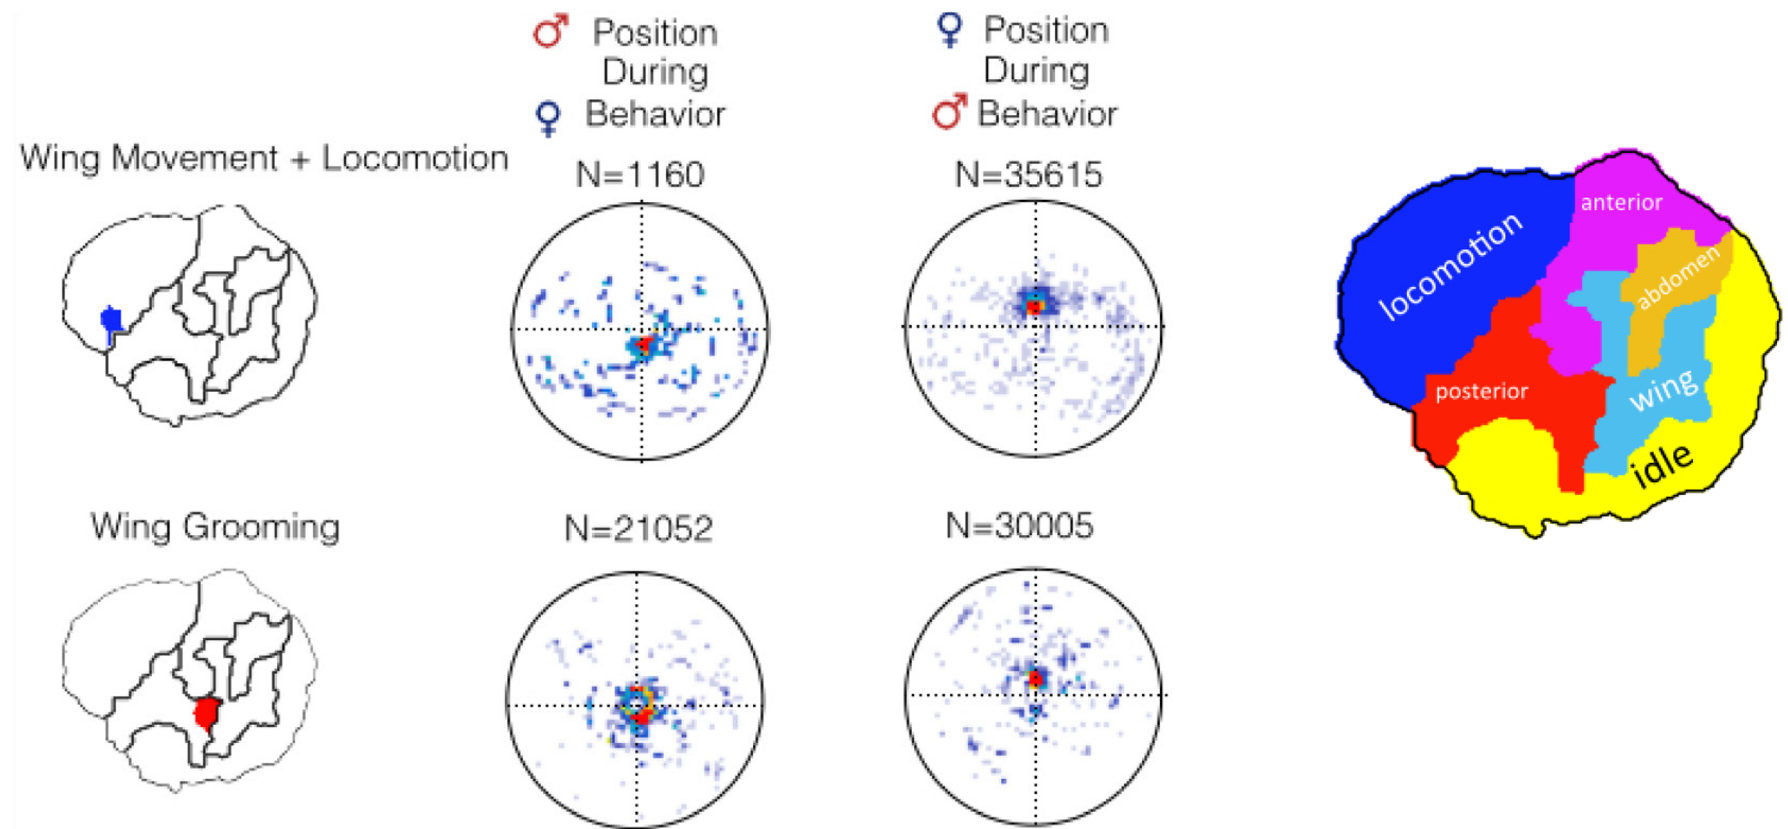 ♂ Position
During
♀ Behavior
♀ Position
During
♂ Behavior
Wing Movement + Locomotion
N=1160
N=35615
Wing Grooming
N=21052
N=30005
locomotion
anterior
abdomen
posterior
wing
idle